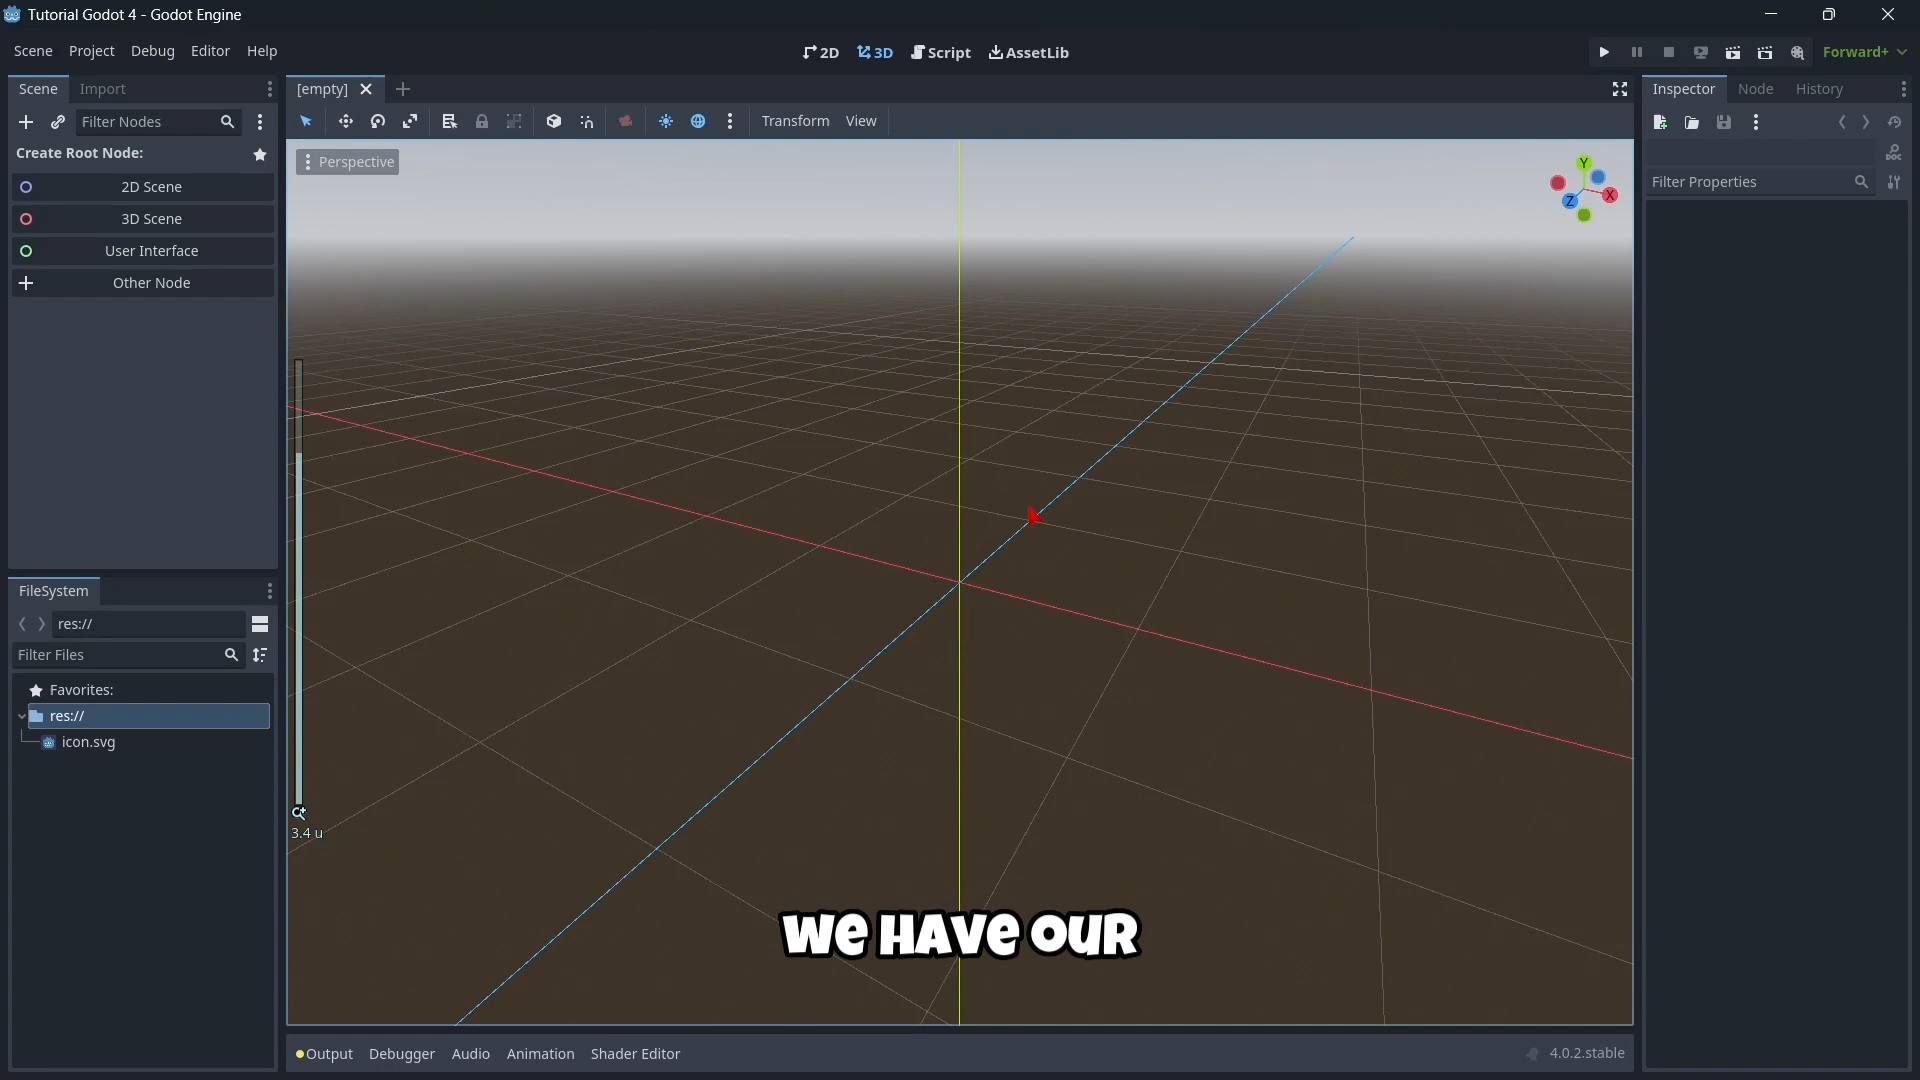 Tutorial Godot 4 - Godot Engine
Scene Project Debug Editor Help
2D 3D Script AssetLib
Forward+
Scene Import
[empty]
Inspector Node History
Filter Nodes
Transform View
Create Root Node:
Perspective
2D Scene
3D Scene
User Interface
Other Node
Y
X
Z
DOC
Filter Properties
FileSystem
res://
Filter Files
Favorites:
res://
icon.svg
3.4 u
WE HAVE OUR
Output Debugger Audio Animation Shader Editor
4.0.2.stable